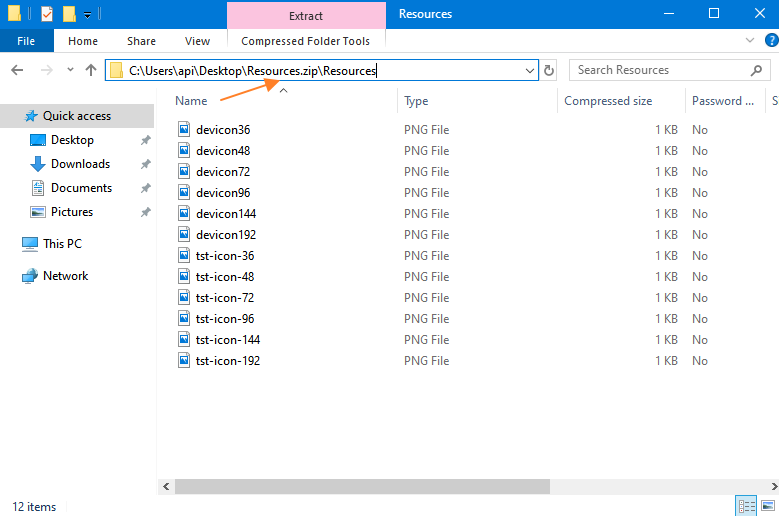 Extract Resources
File Home Share View Compressed Folder Tools
C:\Users\api\Desktop\Resources.zip\Resources Search Resources
Name Type Compressed size Password ... S
Quick access
Desktop
Downloads
Documents
Pictures
This PC
Network
devicon36 PNG File 1 KB No
devicon48 PNG File 1 KB No
devicon72 PNG File 1 KB No
devicon96 PNG File 1 KB No
devicon144 PNG File 1 KB No
devicon192 PNG File 1 KB No
tst-icon-36 PNG File 1 KB No
tst-icon-48 PNG File 1 KB No
tst-icon-72 PNG File 1 KB No
tst-icon-96 PNG File 1 KB No
tst-icon-144 PNG File 1 KB No
tst-icon-192 PNG File 1 KB No
12 items